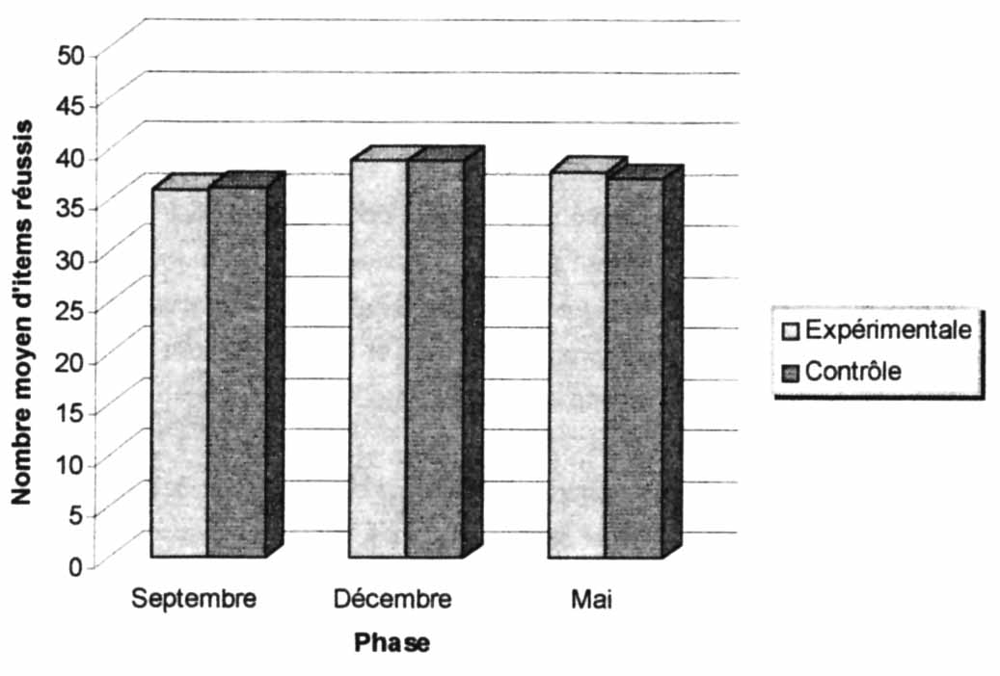 Nombre moyen d'items réussis
50
45
40
35
30
25
20
15
10
5
0
Septembre
Décembre
Mai
Phase
Expérimentale
Contrôle